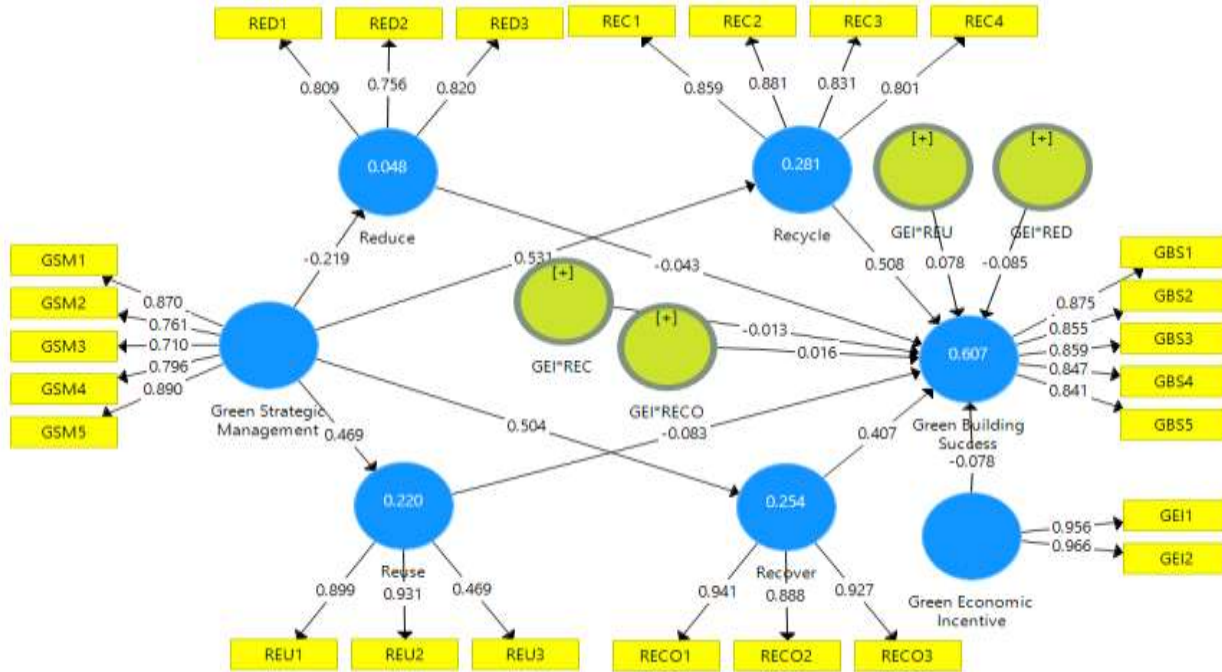 RED1
RED2
RED3
REC1
REC2
REC3
REC4
0.809
0.756
0.820
0.859
0.881
0.831
0.801
[+]
[+]
0.048
0.281
Reduce
Recycle
GEI*REU
GEI*RED
GSM1
GSM2
GSM3
GSM4
GSM5
0.870
0.761
0.710
0.796
0.890
-0.219
0.531
-0.043
0.508
0.078
-0.085
[+]
[+]
-0.013
0.016
GEI*REC
GEI*RECO
0.607
0.875
0.855
0.859
0.847
0.841
GBS1
GBS2
GBS3
GBS4
GBS5
Green Strategic
Management
0.469
0.504
-0.083
0.407
Green Building
Success
-0.078
0.220
0.254
Reuse
Recover
0.956
0.966
GEI1
GEI2
Green Economic
Incentive
0.899
0.931
0.469
0.941
0.888
0.927
REU1
REU2
REU3
RECO1
RECO2
RECO3